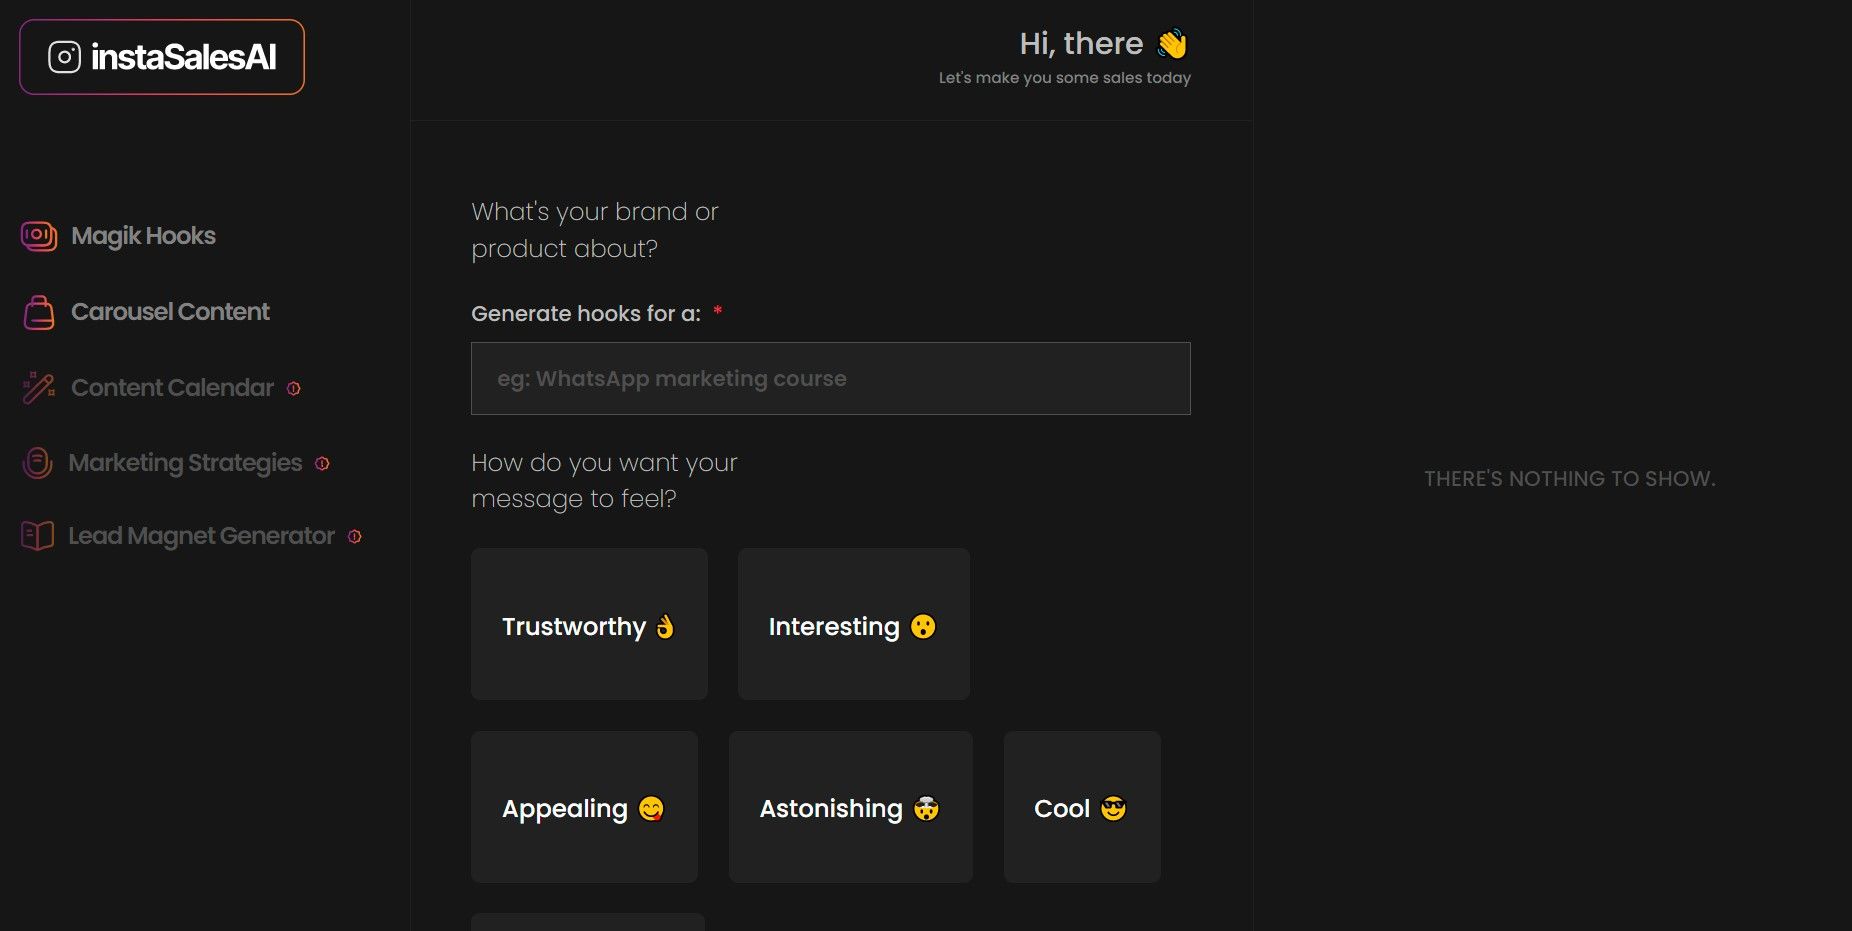 instaSalesAI
Magik Hooks
Carousel Content
Content Calendar
Marketing Strategies
Lead Magnet Generator
Hi, there 👋
Let's make you some sales today
What's your brand or
product about?
Generate hooks for a: *
eg: WhatsApp marketing course
How do you want your
message to feel?
Trustworthy 👌
Interesting 😯
Appealing 😋
Astonishing 🤯
Cool 😎
THERE'S NOTHING TO SHOW.